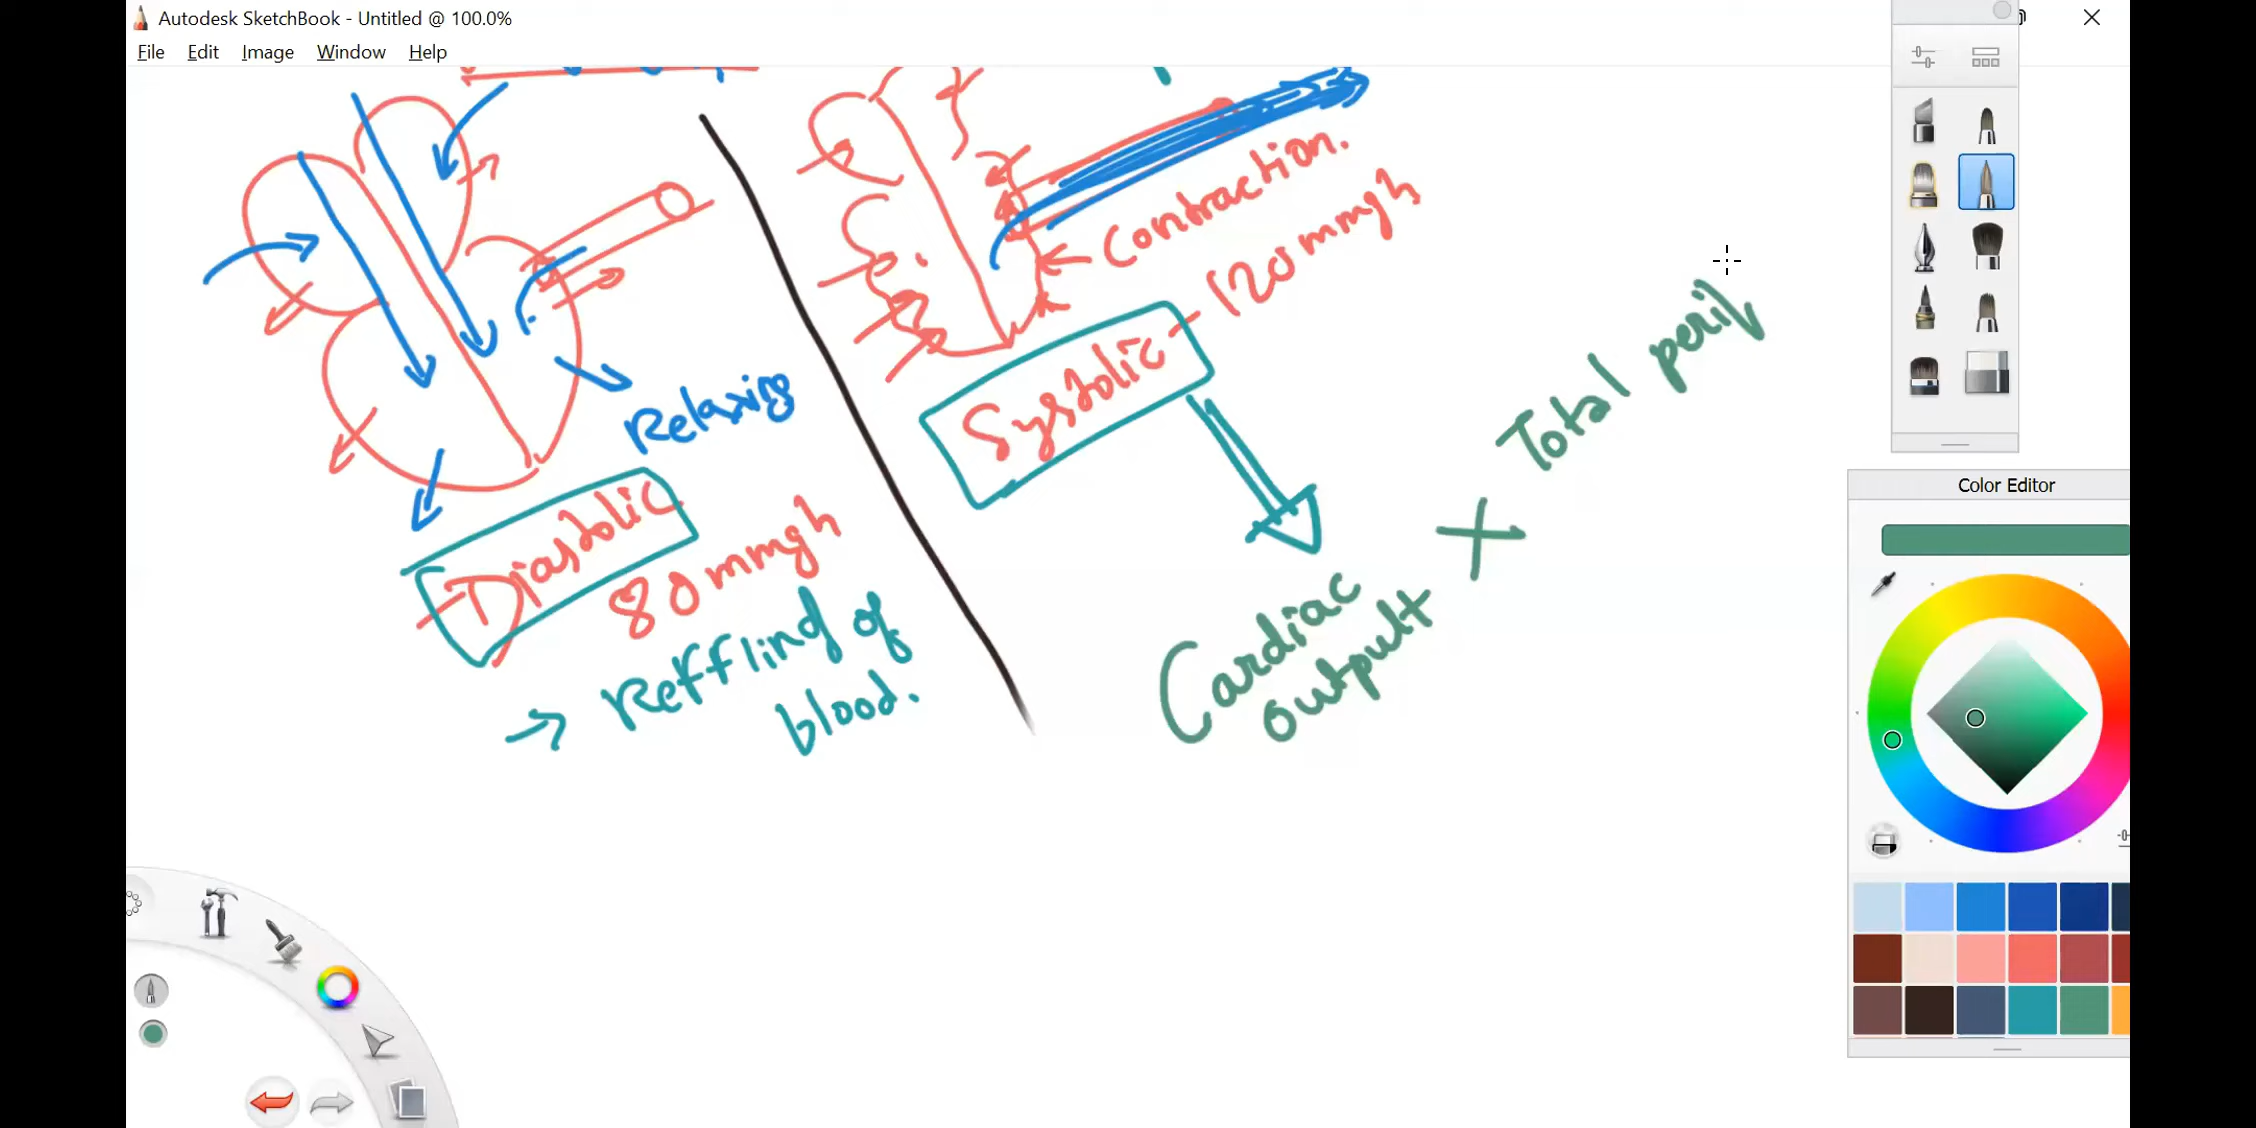 Autodesk SketchBook - Untitled @ 100.0%
File Edit Image Window Help
Relaxing
Diastolic
80 mmgh
→ Reffling of
blood.
Contraction.
Systolic - 120 mmgh
Cardiac
output X Total perip
Color Editor